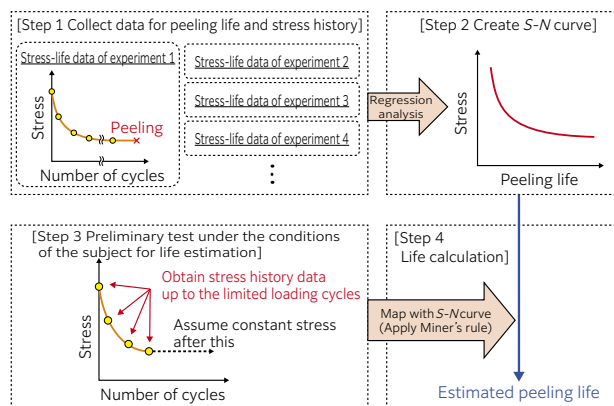 [Step 1 Collect data for peeling life and stress history]
Stress-life data of experiment 1
Stress
Peeling
Number of cycles
Stress-life data of experiment 2
Stress-life data of experiment 3
Stress-life data of experiment 4
Regression
analysis
[Step 2 Create S-N curve]
Stress
Peeling life
[Step 3 Preliminary test under the conditions
of the subject for life estimation]
Stress
Obtain stress history data
up to the limited loading cycles
Assume constant stress
after this
Number of cycles
Map with S-Ncurve
(Apply Miner's rule)
[Step 4
Life calculation]
Estimated peeling life